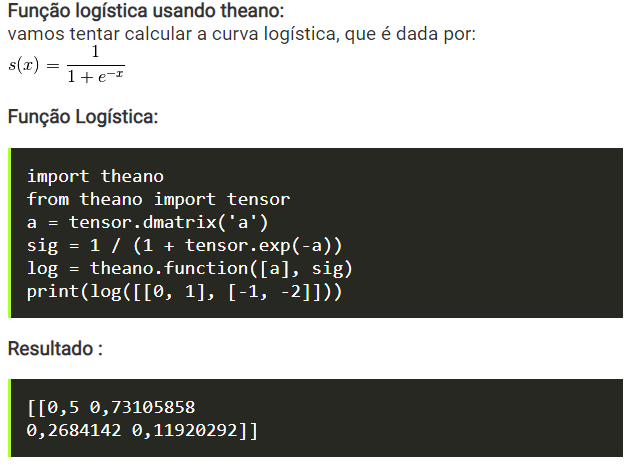 Função logística usando theano:
vamos tentar calcular a curva logística, que é dada por:
s(x) = 1 / (1 + e^{-x})
Função Logística:
import theano
from theano import tensor
a = tensor.dmatrix('a')
sig = 1 / (1 + tensor.exp(-a))
log = theano.function([a], sig)
print(log([[0, 1], [-1, -2]]))
Resultado :
[[0,5 0,73105858
0,2684142 0,11920292]]